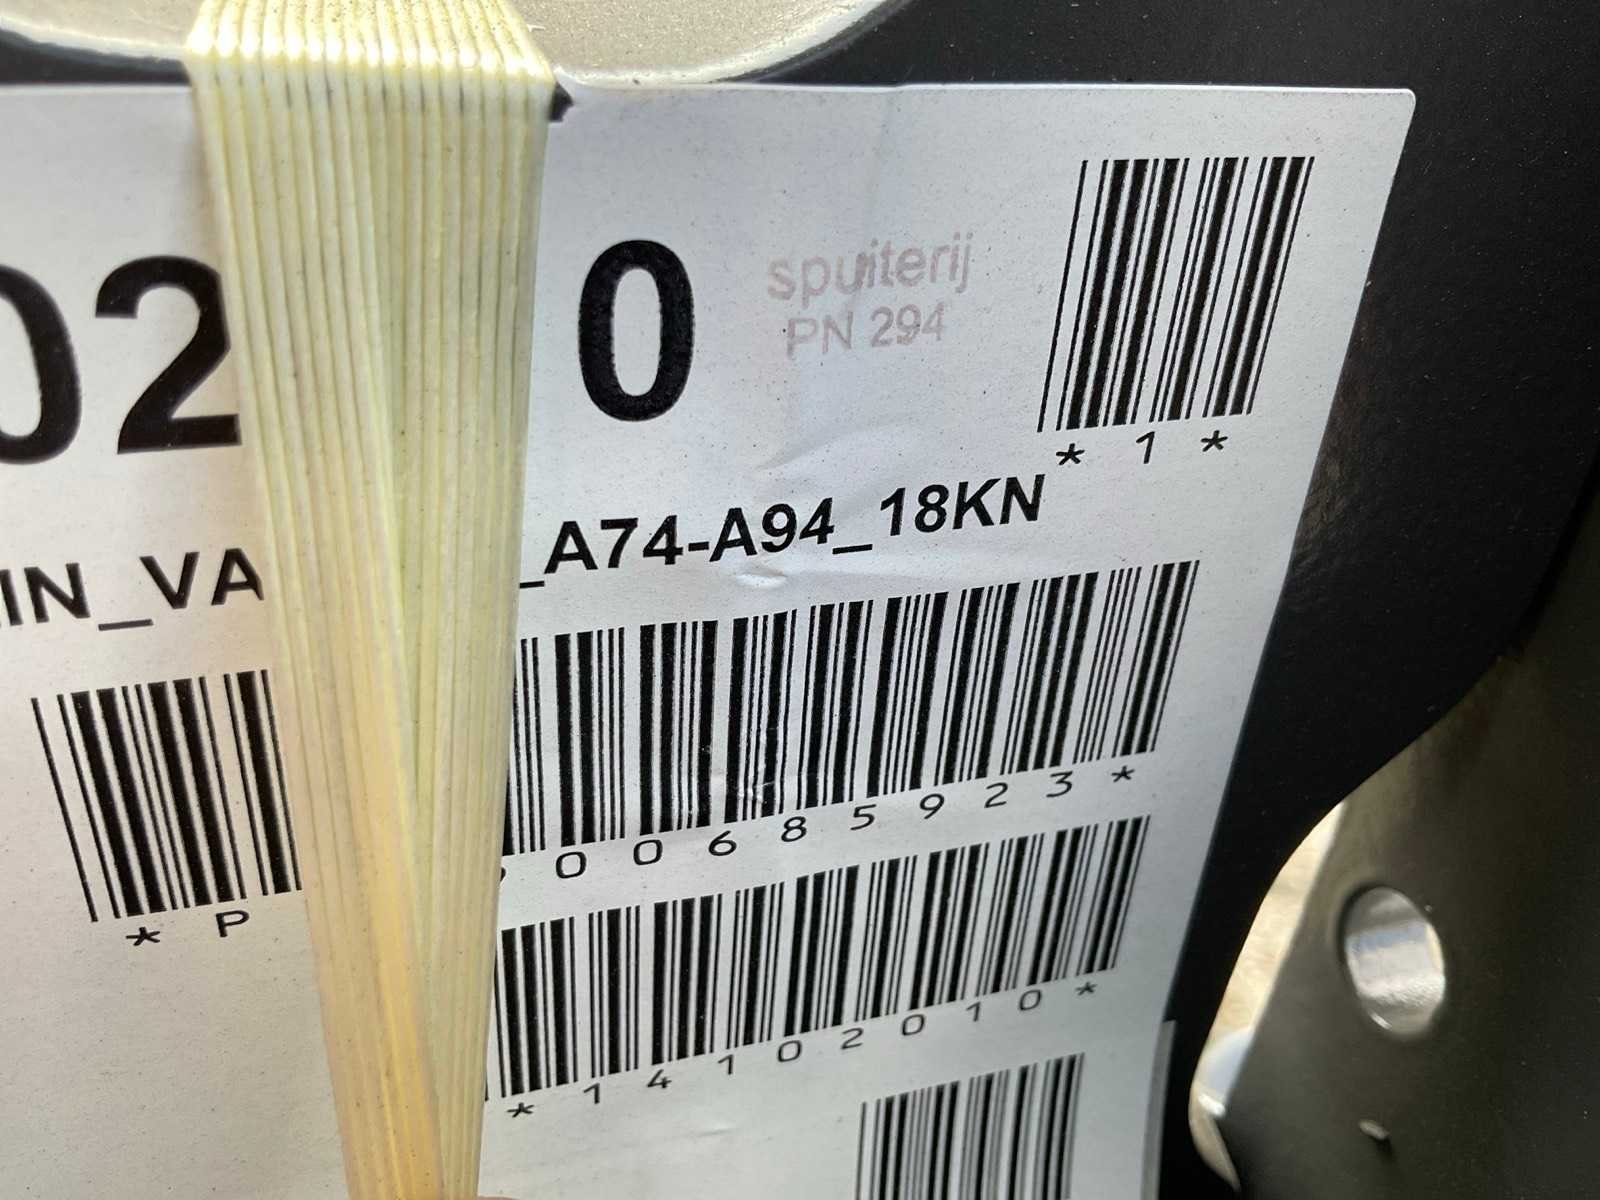 02 0
spuiterij
PN 294
*1*
IN_VA _A74-A94_18KN
*P 00685923*
*14102010*